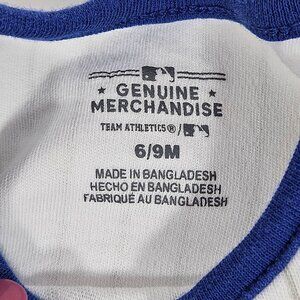 GENUINE
MERCHANDISE
TEAM ATHLETICS® /
6/9M
MADE IN BANGLADESH
HECHO EN BANGLADESH
FABRIQUÉ AU BANGLADESH